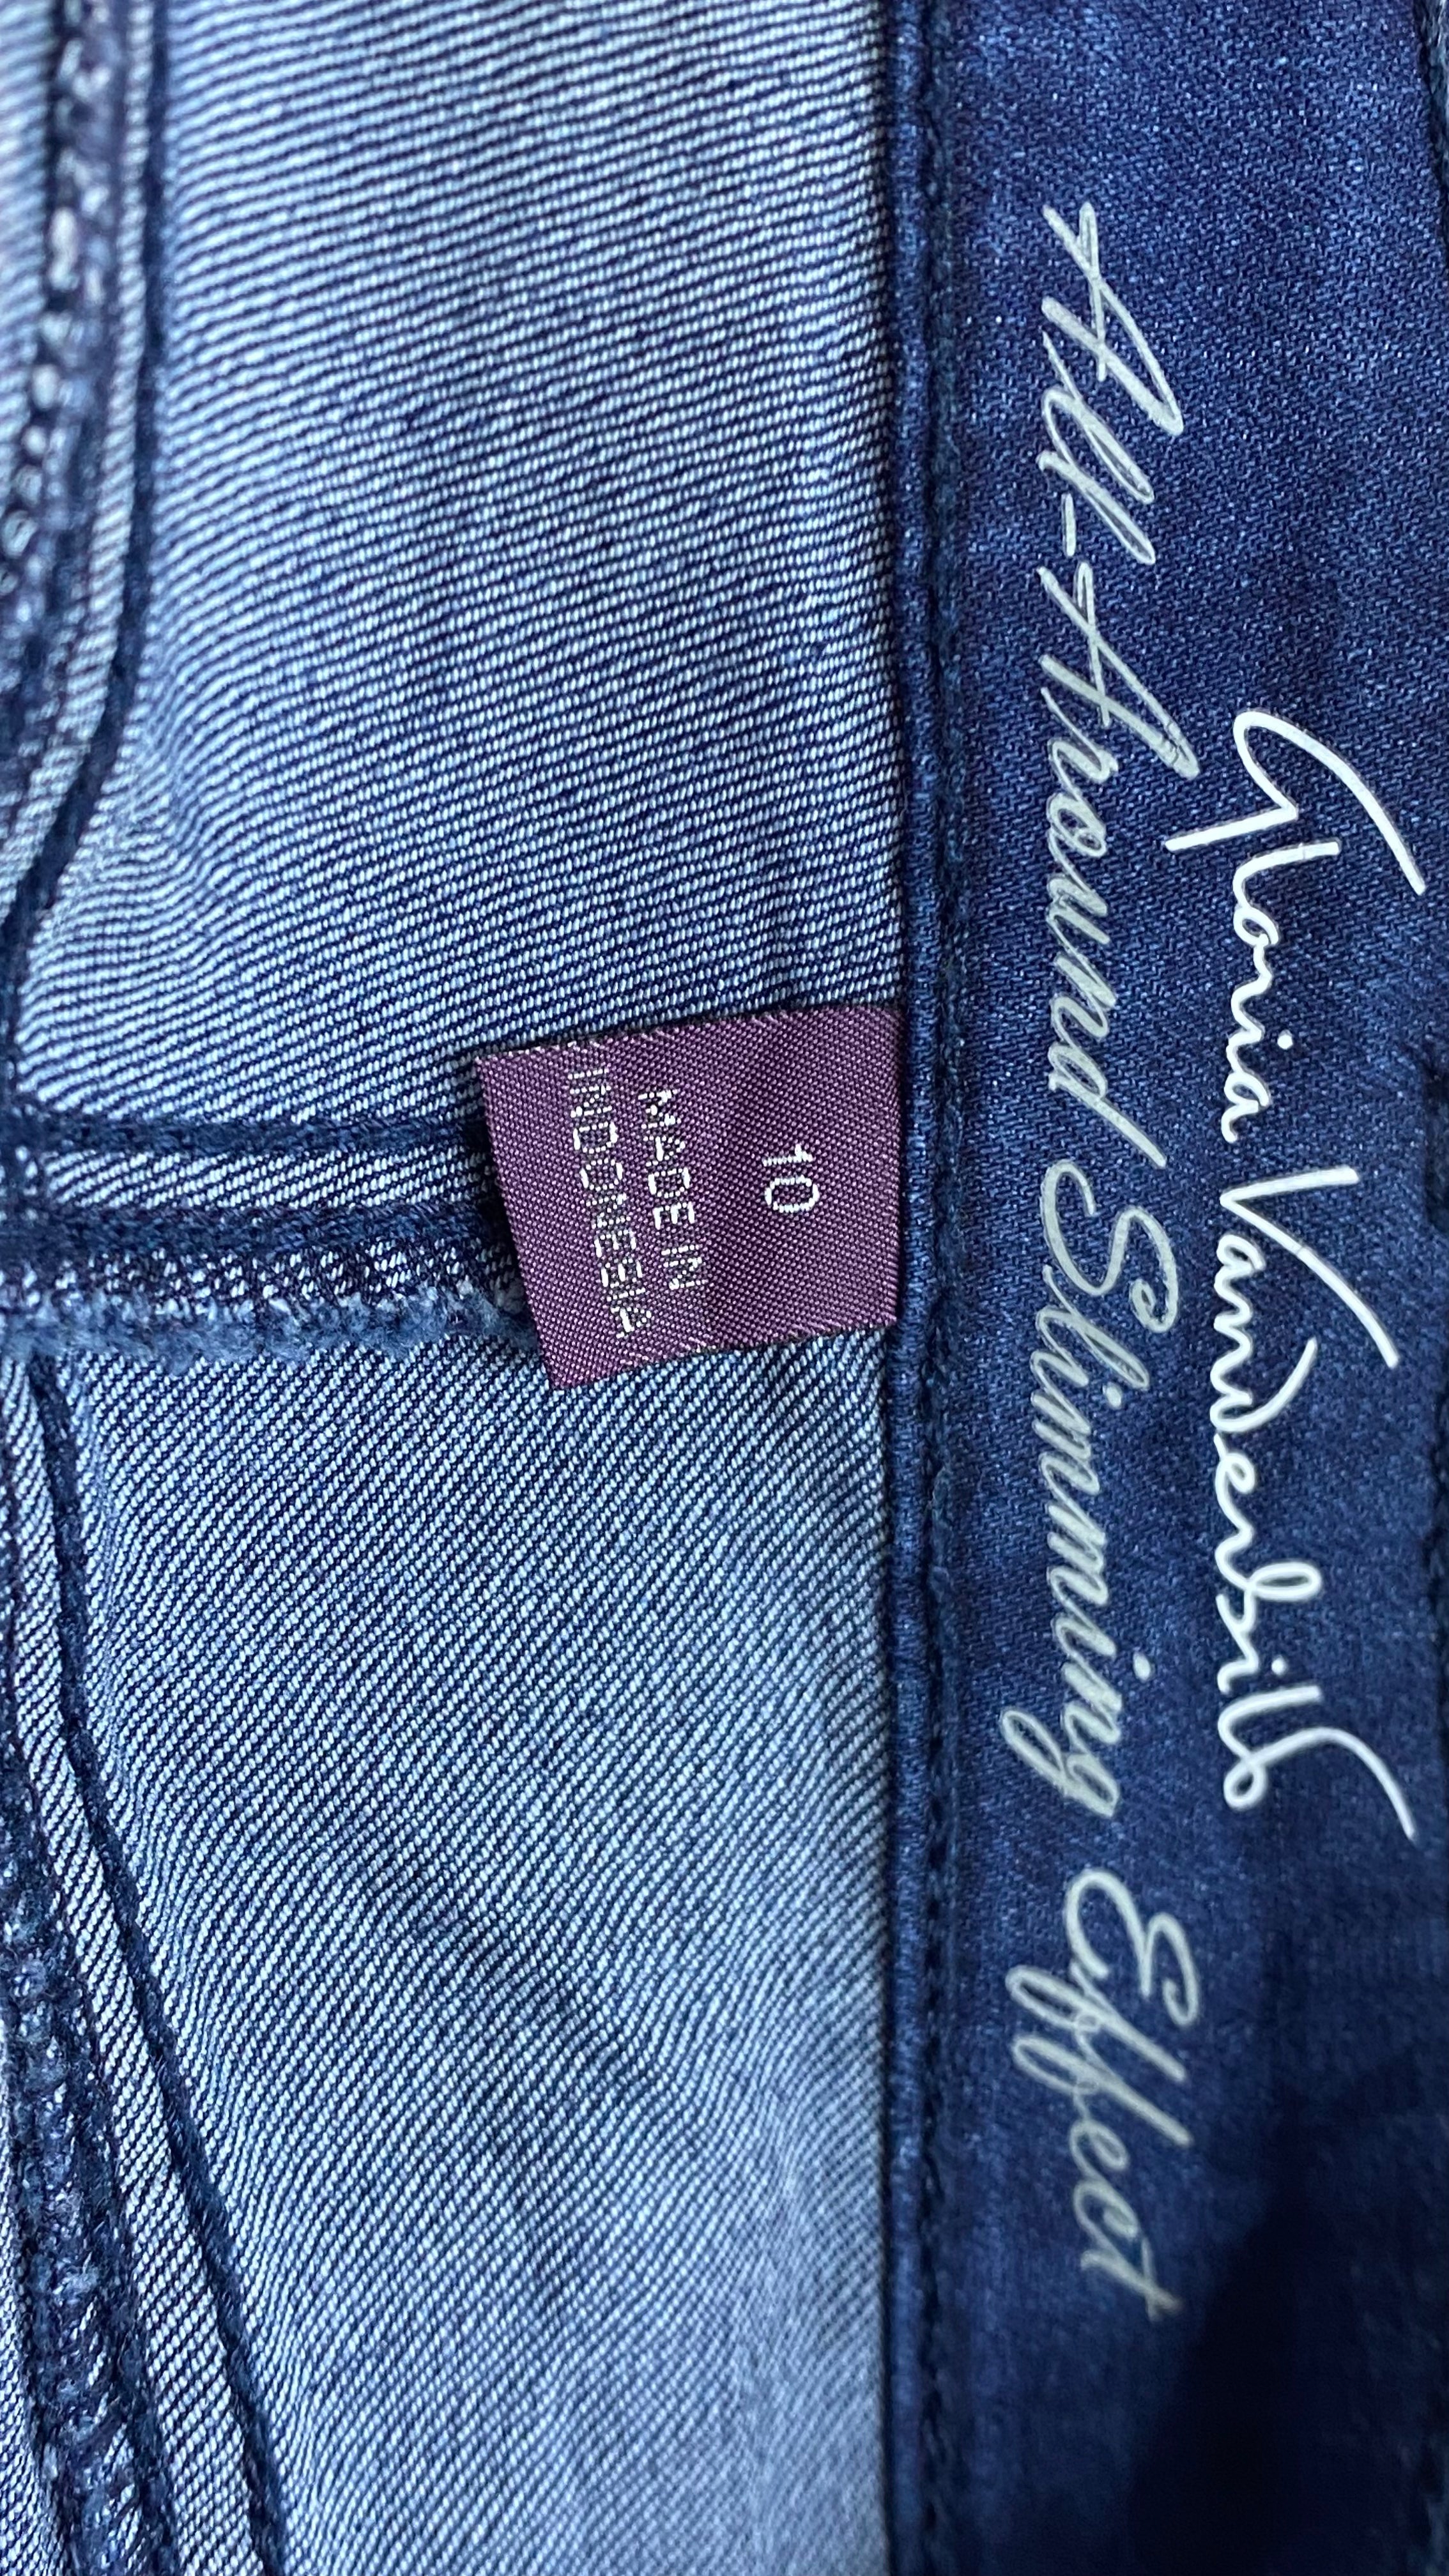 Gloria Vanderbilt
All-Around Slimming Effect
10
MADE IN
INDONESIA